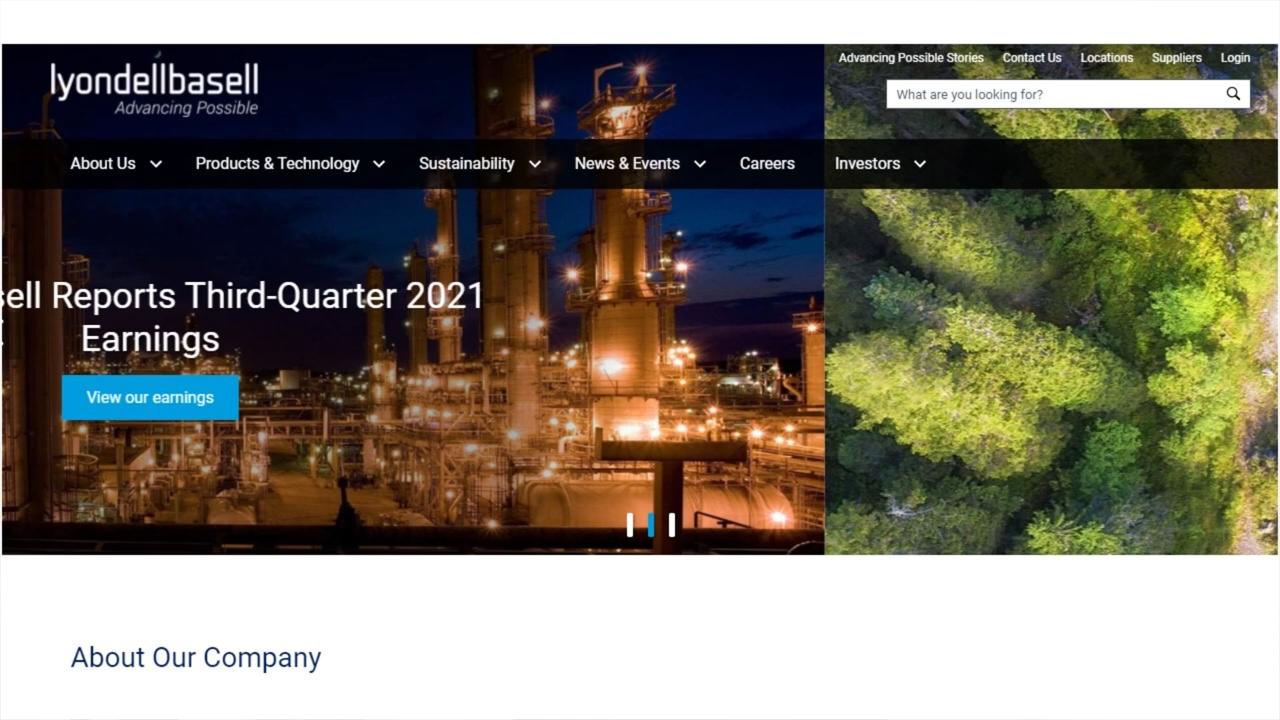 lyondellbasell
Advancing Possible
Advancing Possible Stories Contact Us Locations Suppliers Login
What are you looking for?
About Us Products & Technology Sustainability News & Events Careers Investors
sell Reports Third-Quarter 2021
Earnings
View our earnings
About Our Company